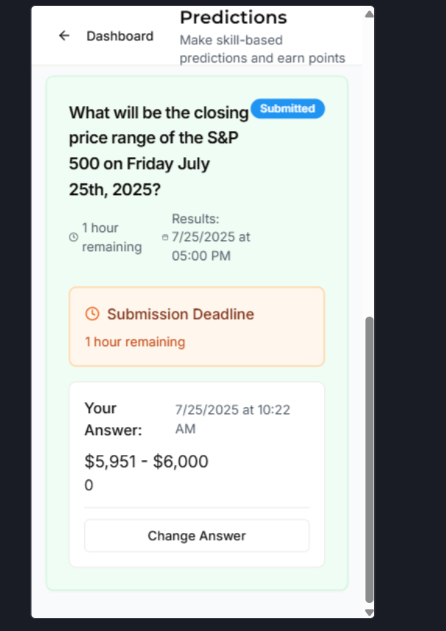 Predictions
Dashboard
Make skill-based
predictions and earn points
What will be the closing
price range of the S&P
500 on Friday July
25th, 2025?
Submitted
1 hour
remaining
Results:
7/25/2025 at
05:00 PM
Submission Deadline
1 hour remaining
Your
Answer:
7/25/2025 at 10:22
AM
$5,951 - $6,000
0
Change Answer